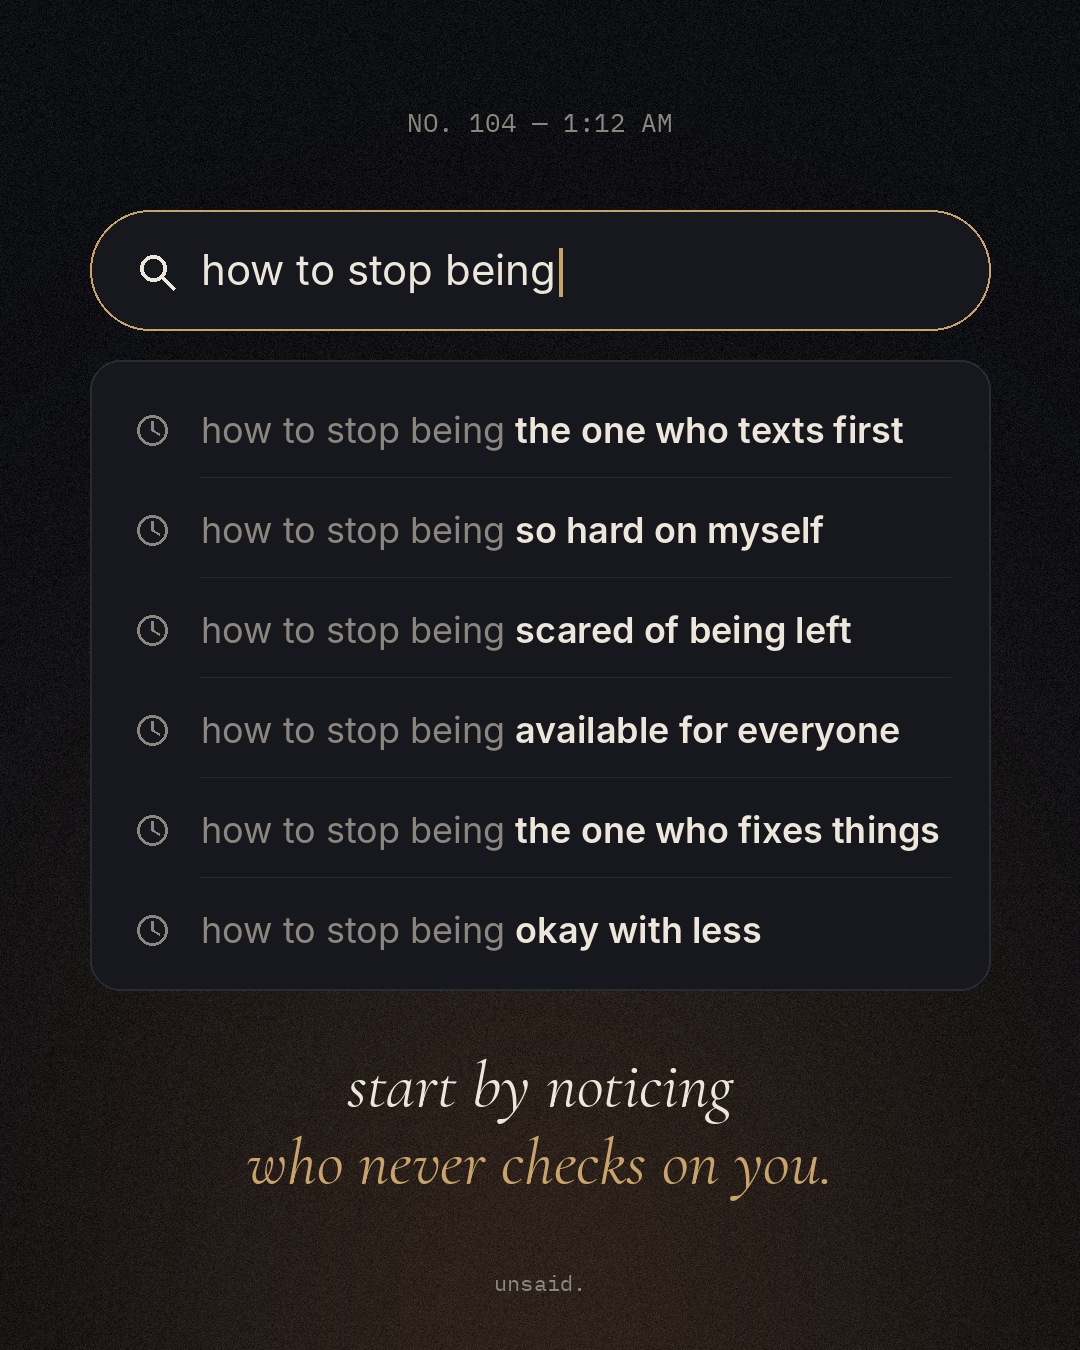 NO. 104 — 1:12 AM
how to stop being
how to stop being the one who texts first
how to stop being so hard on myself
how to stop being scared of being left
how to stop being available for everyone
how to stop being the one who fixes things
how to stop being okay with less
start by noticing
who never checks on you.
unsaid.